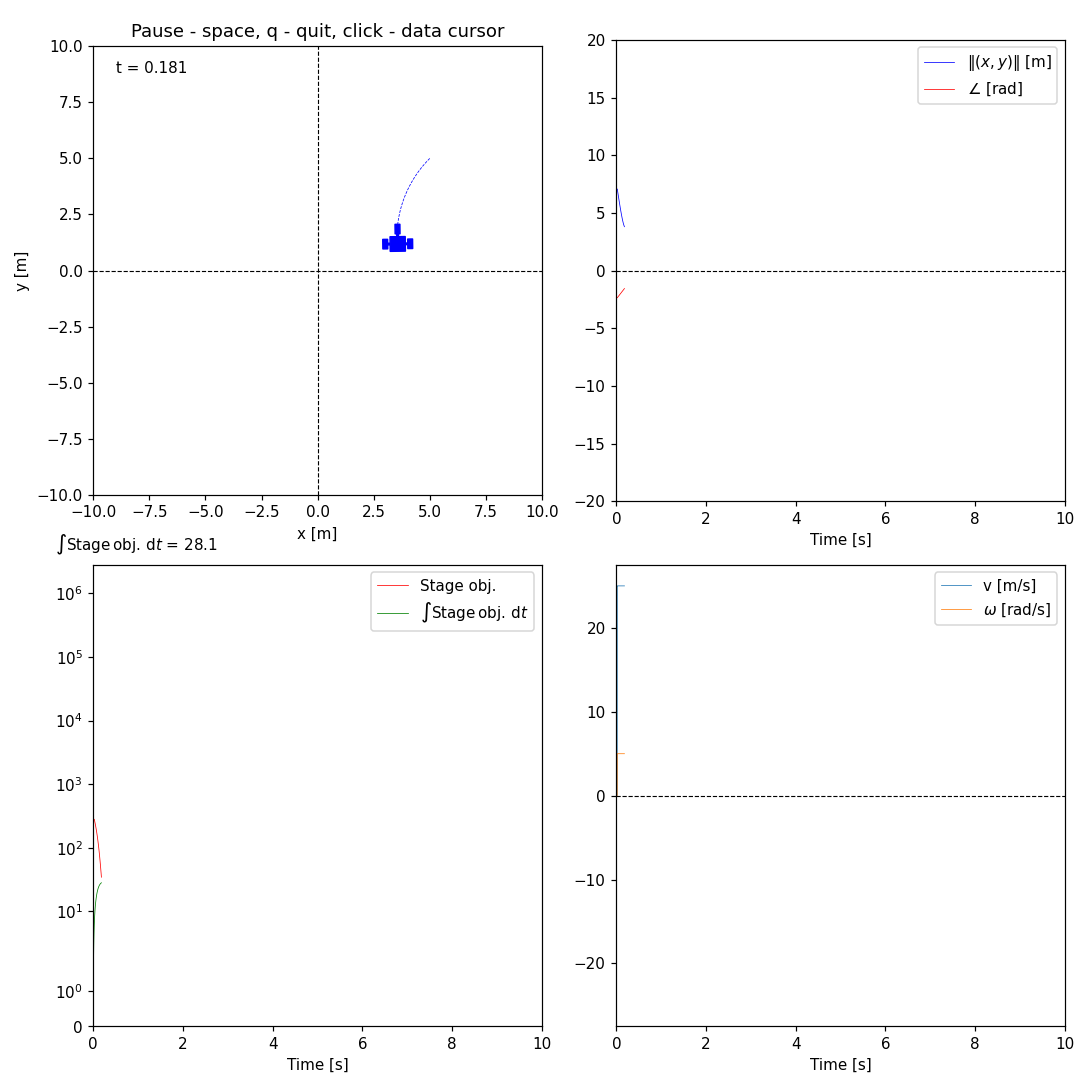 Pause - space, q - quit, click - data cursor
t = 0.181
10.0
7.5
5.0
2.5
0.0
−2.5
−5.0
−7.5
−10.0
y [m]
−10.0 −7.5 −5.0 −2.5 0.0 2.5 5.0 7.5 10.0
x [m]
‖(x, y)‖ [m]
∠ [rad]
20
15
10
5
0
−5
−10
−15
−20
0 2 4 6 8 10
Time [s]
∫Stage obj. dt = 28.1
Stage obj.
∫Stage obj. dt
10⁶
10⁵
10⁴
10³
10²
10¹
10⁰
0
0 2 4 6 8 10
Time [s]
v [m/s]
ω [rad/s]
20
10
0
−10
−20
0 2 4 6 8 10
Time [s]